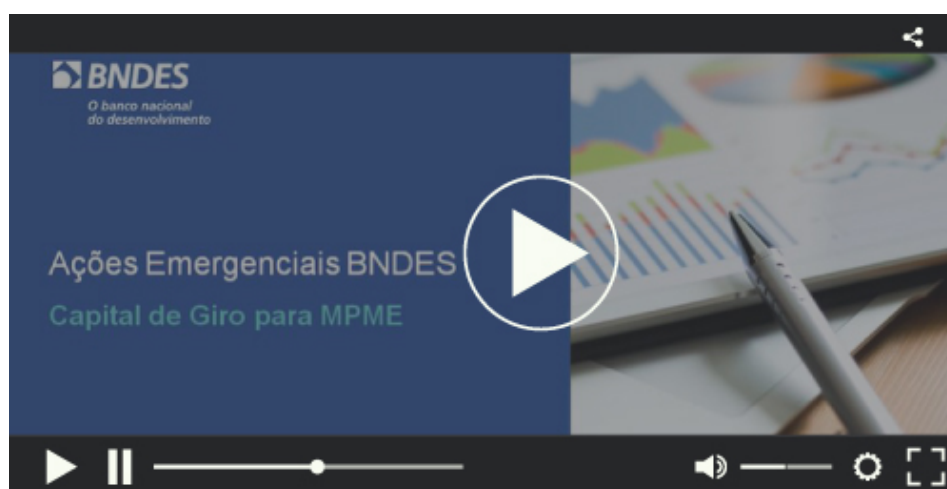 BNDES
O banco nacional
do desenvolvimento
Ações Emergenciais BNDES
Capital de Giro para MPME